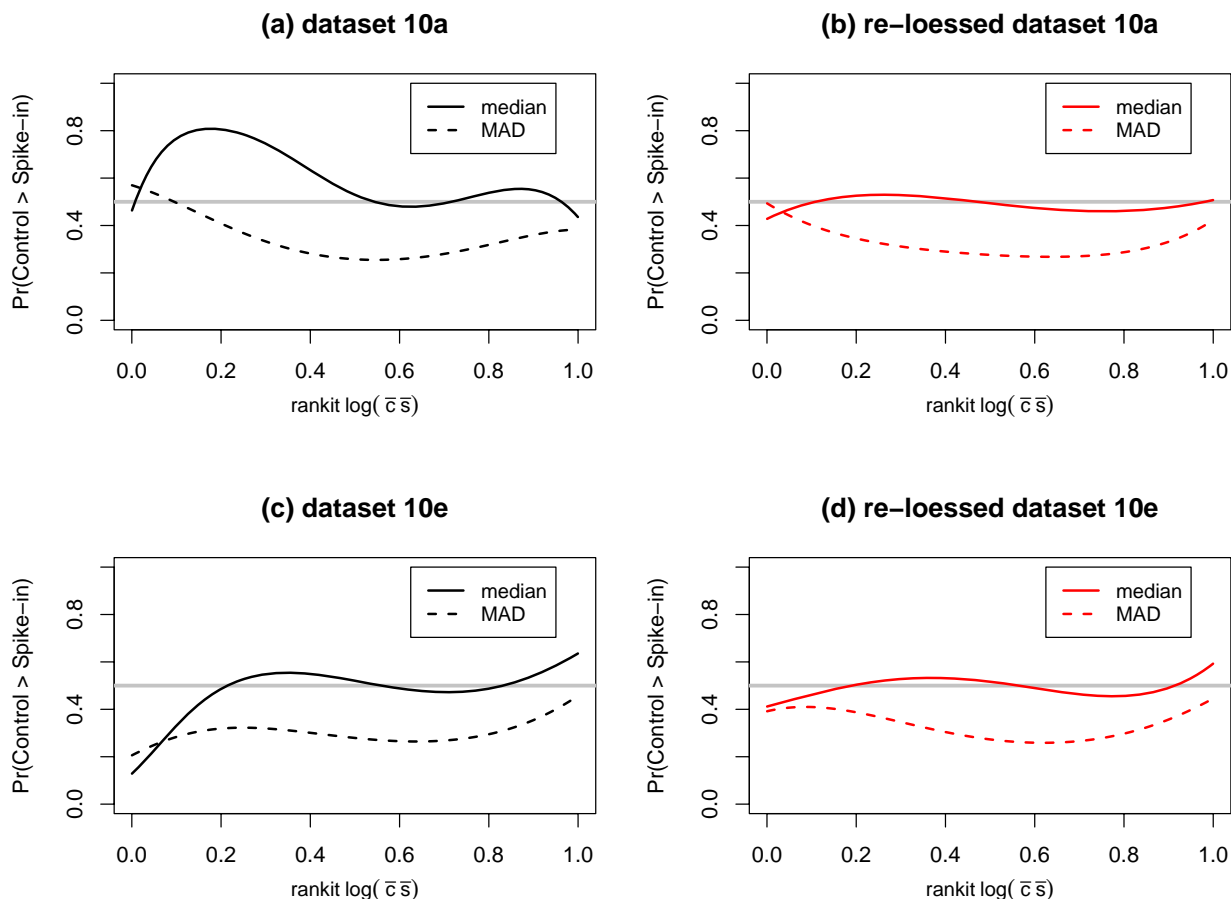 (a) dataset 10a
Pr(Control > Spike−in)
0.0 0.4 0.8
median
MAD
0.0 0.2 0.4 0.6 0.8 1.0
rankit log( c̅ s̅)
(b) re−loessed dataset 10a
Pr(Control > Spike−in)
0.0 0.4 0.8
median
MAD
0.0 0.2 0.4 0.6 0.8 1.0
rankit log( c̅ s̅)
(c) dataset 10e
Pr(Control > Spike−in)
0.0 0.4 0.8
median
MAD
0.0 0.2 0.4 0.6 0.8 1.0
rankit log( c̅ s̅)
(d) re−loessed dataset 10e
Pr(Control > Spike−in)
0.0 0.4 0.8
median
MAD
0.0 0.2 0.4 0.6 0.8 1.0
rankit log( c̅ s̅)